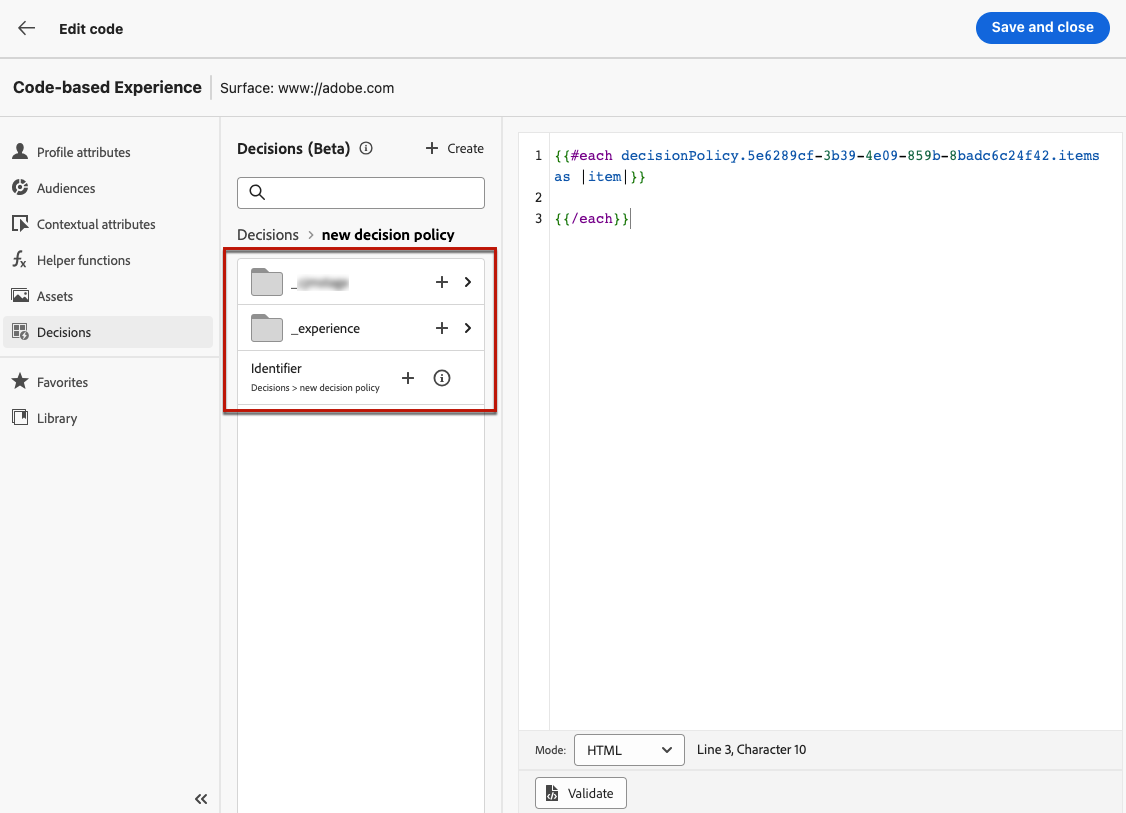 Edit code
Save and close
Code-based Experience
Surface: www://adobe.com
Profile attributes
Audiences
Contextual attributes
Helper functions
Assets
Decisions
Favorites
Library
Decisions (Beta)
Create
Decisions > new decision policy
_experience
Identifier
Decisions > new decision policy
1 {{#each decisionPolicy.5e6289cf-3b39-4e09-859b-8badc6c24f42.items
as |item|}}
2
3 {{/each}}
Mode: HTML Line 3, Character 10
Validate